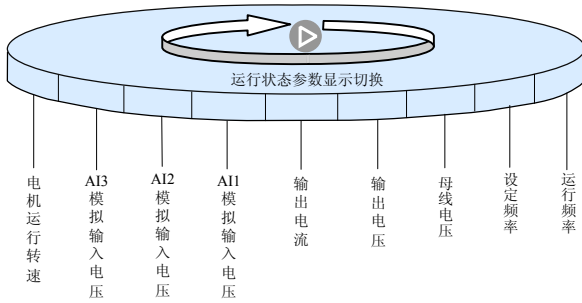 运行状态参数显示切换
电机运行转速
AI3模拟输入电压
AI2模拟输入电压
AI1模拟输入电压
输出电流
输出电压
母线电压
设定频率
运行频率